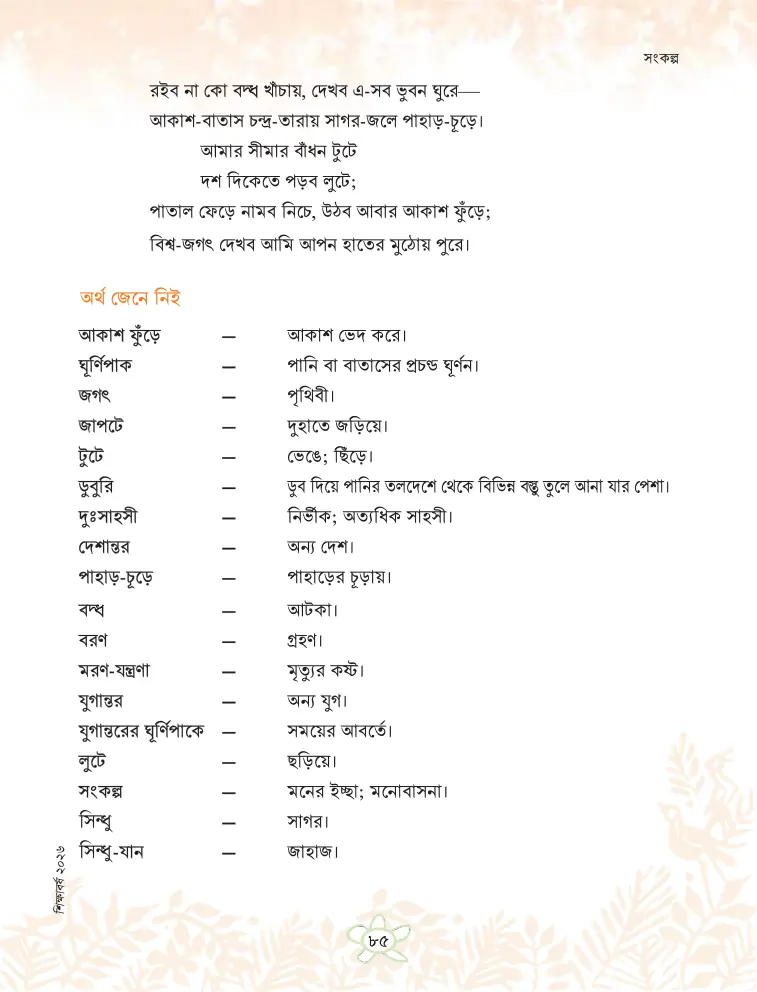 সংকল্প
রইব না কো বদ্ধ খাঁচায়, দেখব এ-সব ভুবন ঘুরে—
আকাশ-বাতাস চন্দ্র-তারায় সাগর-জলে পাহাড়-চূড়ে।
আমার সীমার বাঁধন টুটে
দশ দিকেতে পড়ব লুটে;
পাতাল ফেড়ে নামব নিচে, উঠব আবার আকাশ ফুঁড়ে;
বিশ্ব-জগৎ দেখব আমি আপন হাতের মুঠোয় পুরে।
অর্থ জেনে নিই
আকাশ ফুঁড়ে — আকাশ ভেদ করে।
ঘূর্ণিপাক — পানি বা বাতাসের প্রচণ্ড ঘূর্ণন।
জগৎ — পৃথিবী।
জাপটে — দুহাতে জড়িয়ে।
টুটে — ভেঙে; ছিঁড়ে।
ডুবুরি — ডুব দিয়ে পানির তলদেশে থেকে বিভিন্ন বস্তু তুলে আনা যার পেশা।
দুঃসাহসী — নির্ভীক; অত্যধিক সাহসী।
দেশান্তর — অন্য দেশ।
পাহাড়-চূড়ে — পাহাড়ের চূড়ায়।
বদ্ধ — আটকা।
বরণ — গ্রহণ।
মরণ-যন্ত্রণা — মৃত্যুর কষ্ট।
যুগান্তর — অন্য যুগ।
যুগান্তরের ঘূর্ণিপাকে — সময়ের আবর্তে।
লুটে — ছড়িয়ে।
সংকল্প — মনের ইচ্ছা; মনোবাসনা।
সিন্ধু — সাগর।
সিন্ধু-যান — জাহাজ।
শিক্ষাবর্ষ ২০২৬
৮৫